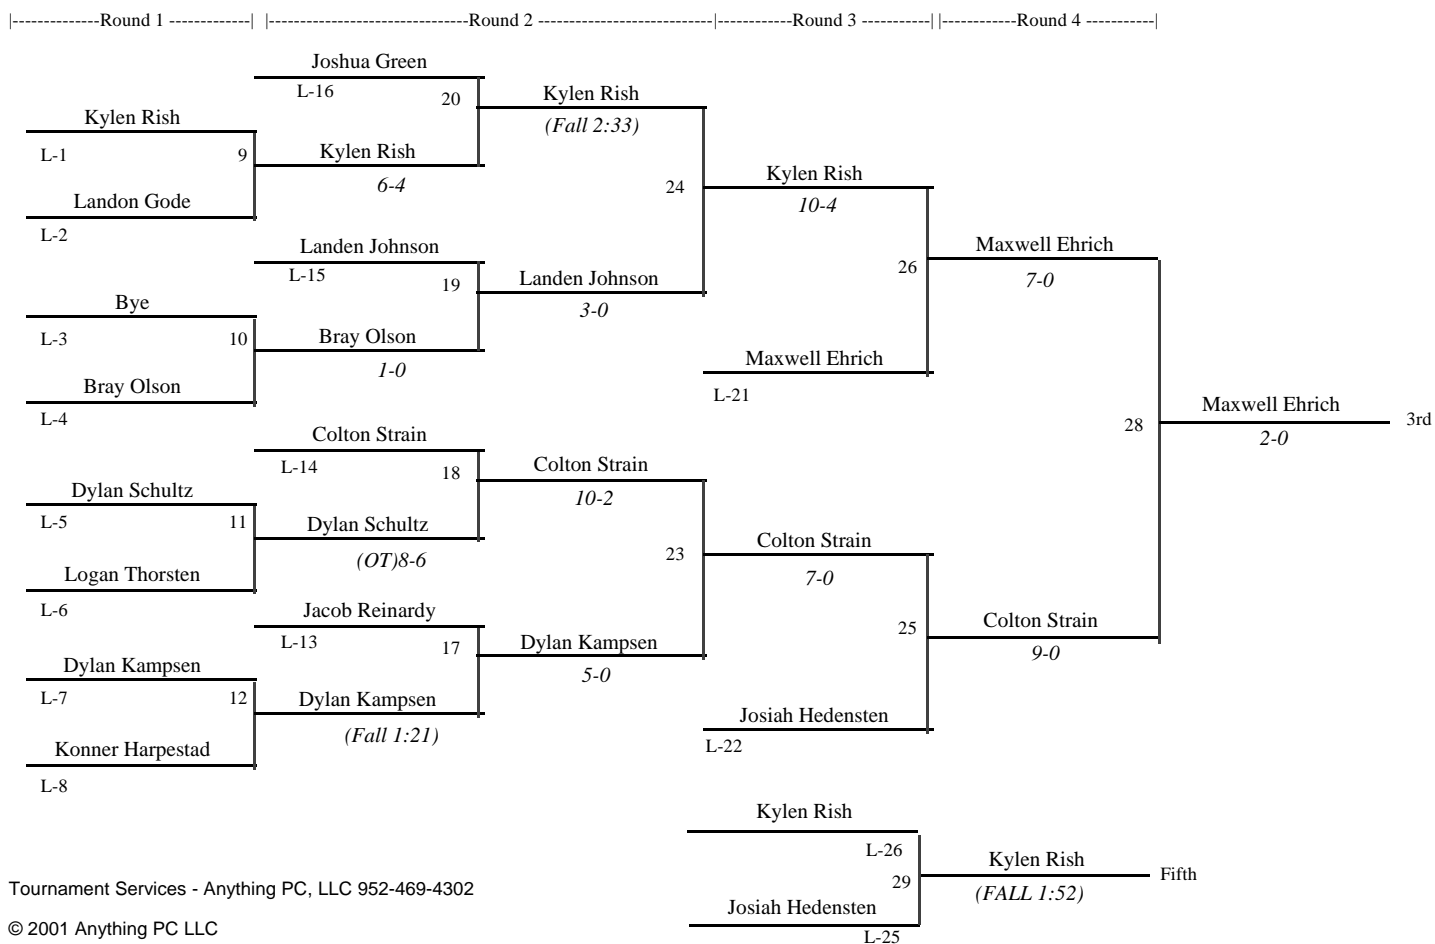 |--------------Round 1 -------------| |--------------------------------Round 2 ----------------------------|------------Round 3 -----------| |------------Round 4 -----------|
Joshua Green
L-16
20
Kylen Rish
(Fall 2:33)
Kylen Rish
L-1
9
Kylen Rish
6-4
Landon Gode
L-2
24
Kylen Rish
10-4
Landen Johnson
L-15
19
Landen Johnson
3-0
Bye
L-3
10
Bray Olson
1-0
Bray Olson
L-4
26
Maxwell Ehrich
7-0
Maxwell Ehrich
L-21
Colton Strain
L-14
18
Colton Strain
10-2
Dylan Schultz
L-5
11
Dylan Schultz
(OT)8-6
Logan Thorsten
L-6
23
Colton Strain
7-0
Jacob Reinardy
L-13
17
Dylan Kampsen
5-0
Dylan Kampsen
L-7
12
Dylan Kampsen
(Fall 1:21)
Konner Harpestad
L-8
25
Colton Strain
9-0
Josiah Hedensten
L-22
28
Maxwell Ehrich
2-0
3rd
Kylen Rish
L-26
29
Kylen Rish
(FALL 1:52)
Fifth
Josiah Hedensten
L-25
Tournament Services - Anything PC, LLC 952-469-4302
© 2001 Anything PC LLC